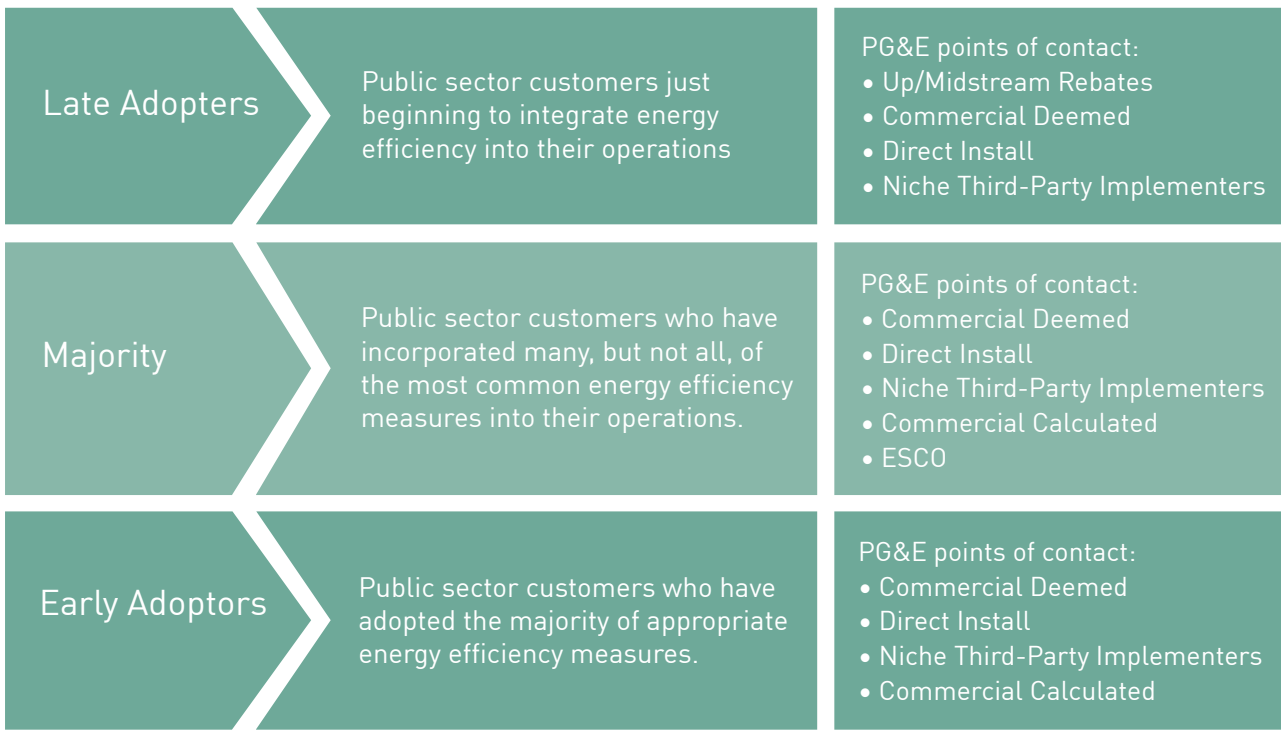 Late Adopters
Public sector customers just
beginning to integrate energy
efficiency into their operations
PG&E points of contact:
• Up/Midstream Rebates
• Commercial Deemed
• Direct Install
• Niche Third-Party Implementers
Majority
Public sector customers who have
incorporated many, but not all, of
the most common energy efficiency
measures into their operations.
PG&E points of contact:
• Commercial Deemed
• Direct Install
• Niche Third-Party Implementers
• Commercial Calculated
• ESCO
Early Adoptors
Public sector customers who have
adopted the majority of appropriate
energy efficiency measures.
PG&E points of contact:
• Commercial Deemed
• Direct Install
• Niche Third-Party Implementers
• Commercial Calculated